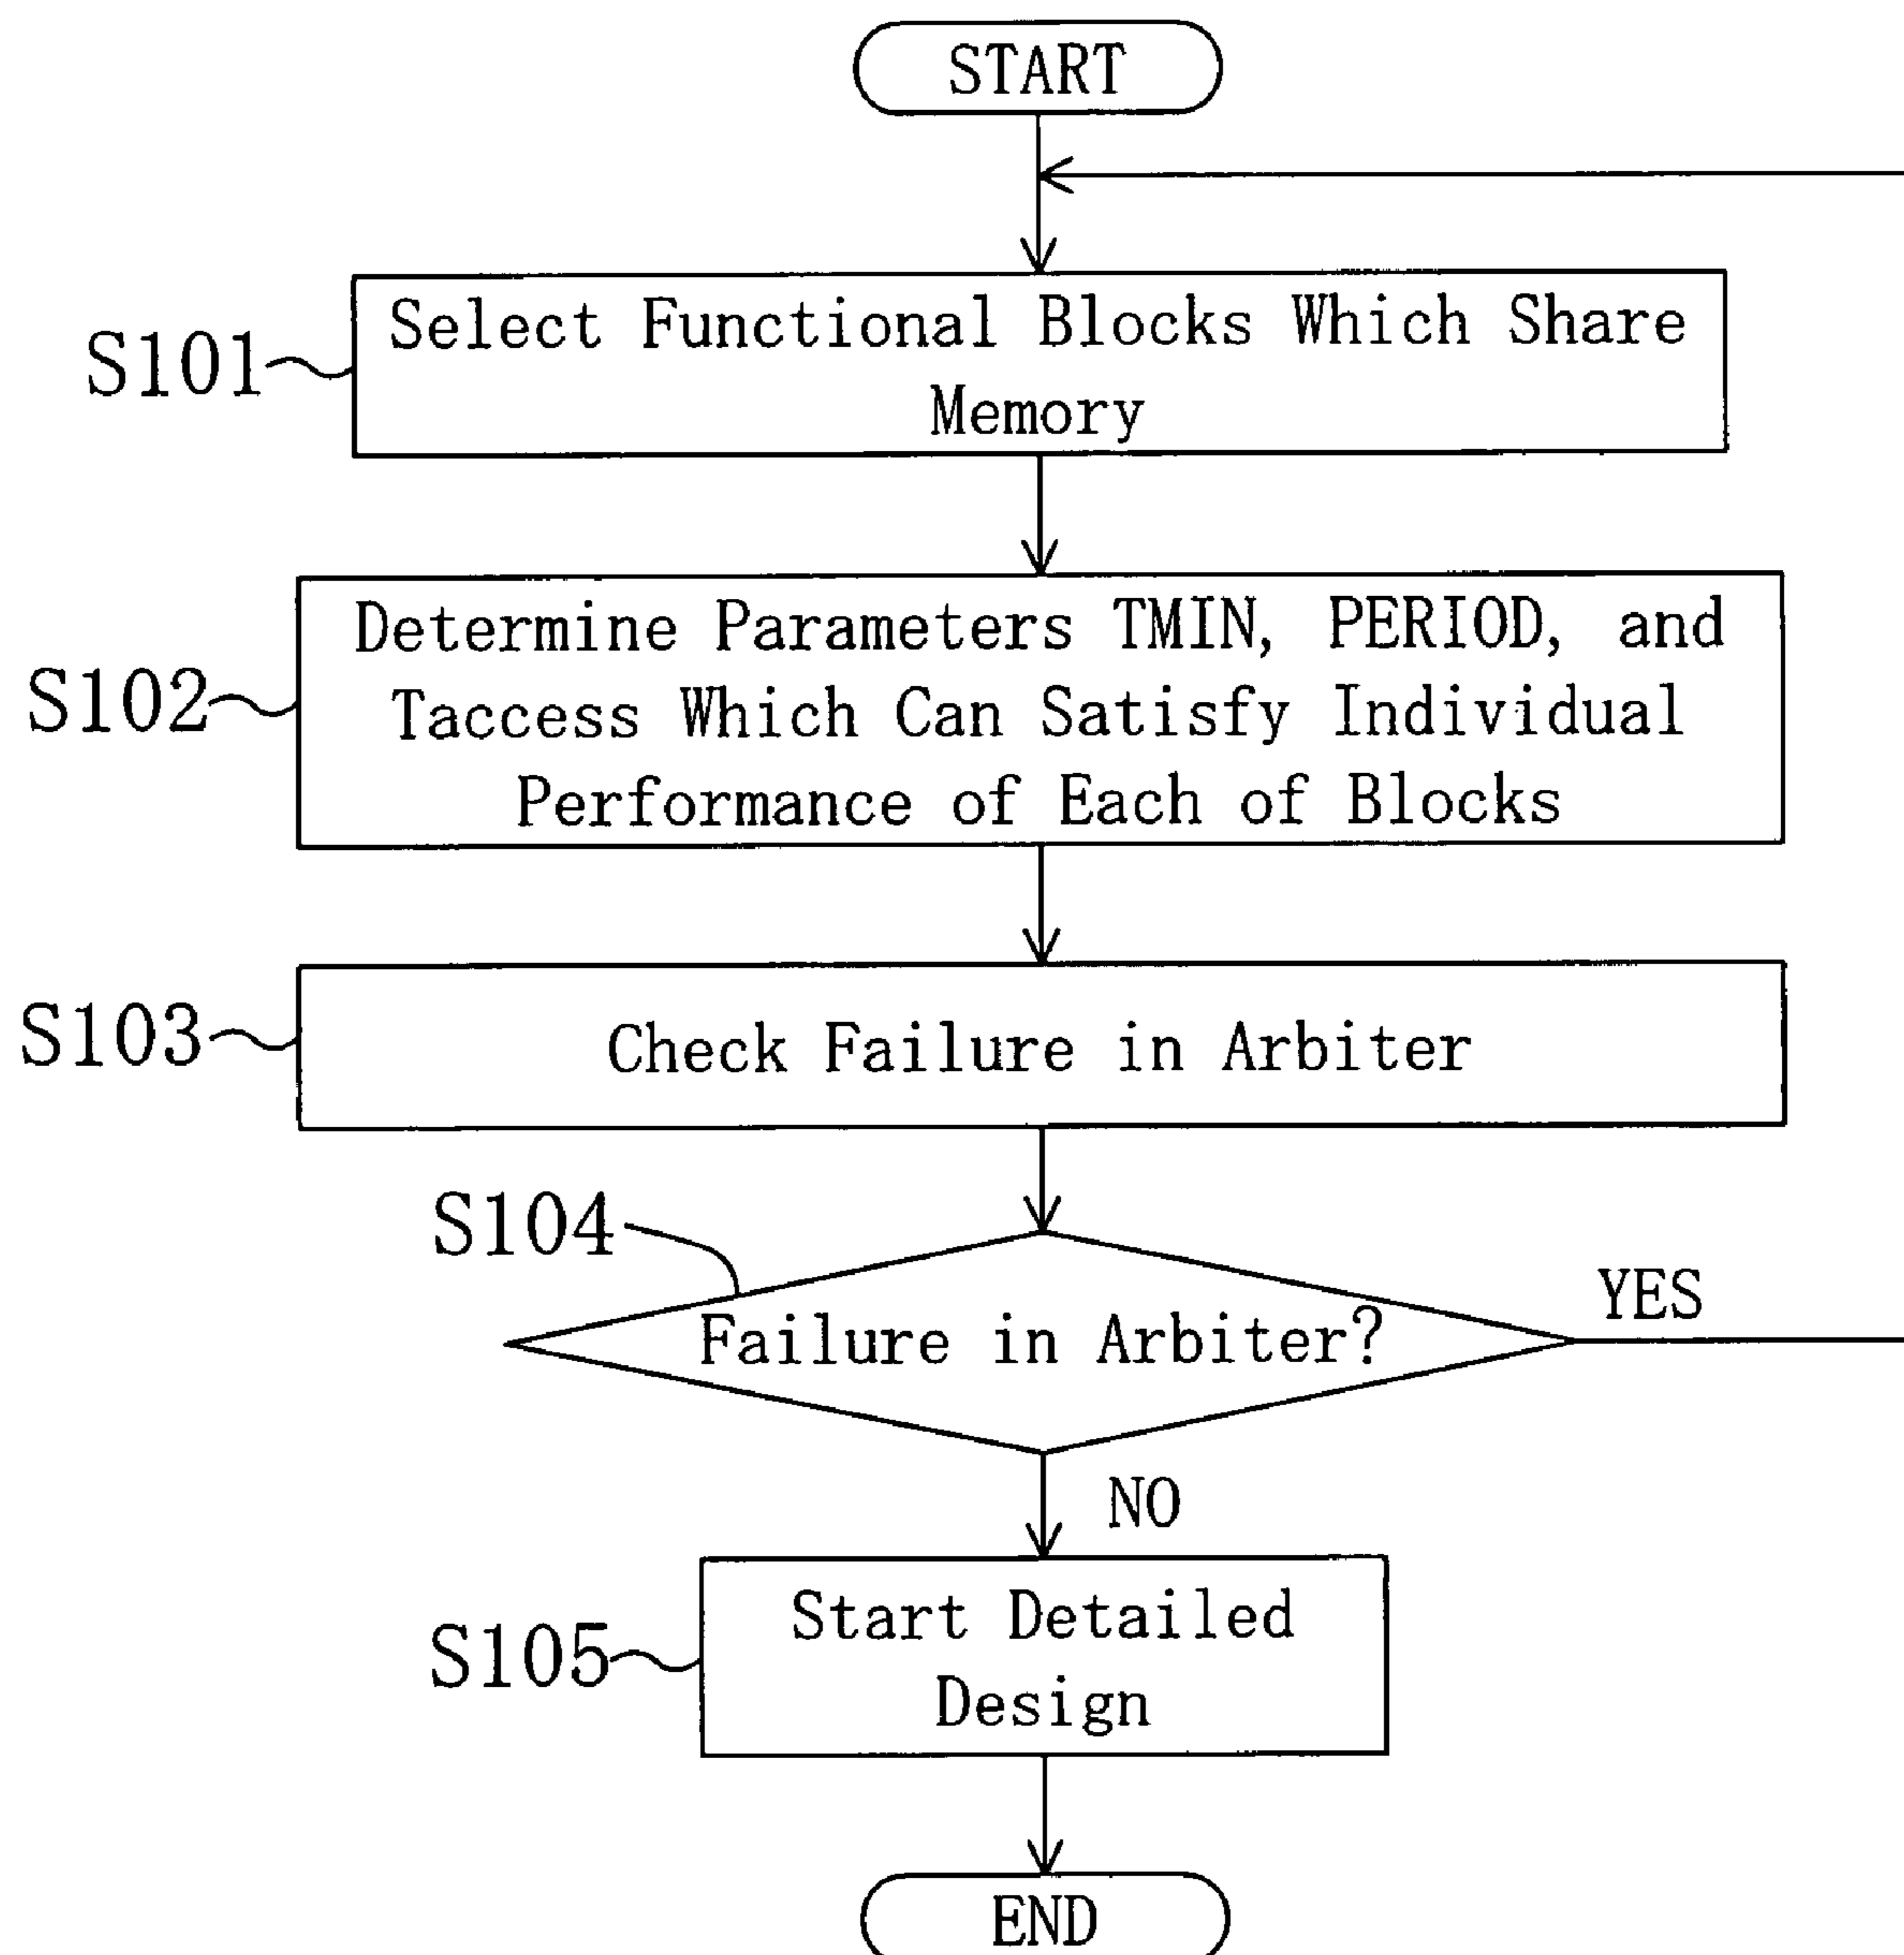 START
S101
Select Functional Blocks Which Share
Memory
S102
Determine Parameters TMIN, PERIOD, and
Taccess Which Can Satisfy Individual
Performance of Each of Blocks
S103
Check Failure in Arbiter
S104
Failure in Arbiter?
YES
NO
S105
Start Detailed
Design
END